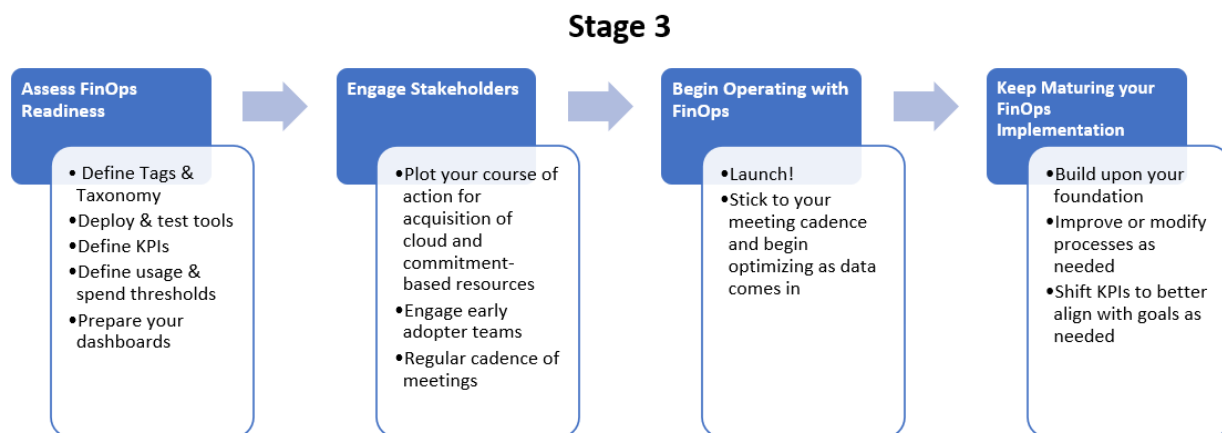 Stage 3
Assess FinOps
Readiness
• Define Tags &
Taxonomy
•Deploy & test tools
•Define KPIs
•Define usage &
spend thresholds
•Prepare your
dashboards
Engage Stakeholders
•Plot your course of
action for
acquisition of
cloud and
commitment-
based resources
•Engage early
adopter teams
•Regular cadence of
meetings
Begin Operating with
FinOps
•Launch!
•Stick to your
meeting cadence
and begin
optimizing as data
comes in
Keep Maturing your
FinOps
Implementation
•Build upon your
foundation
•Improve or modify
processes as
needed
•Shift KPIs to better
align with goals as
needed